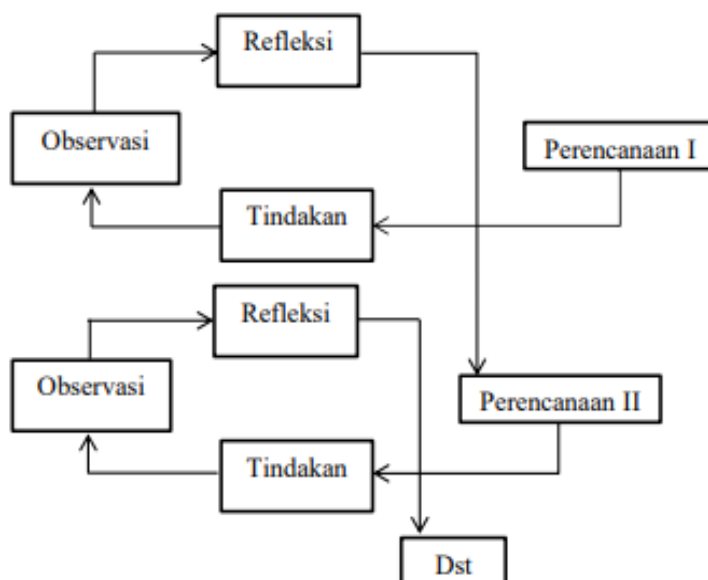 Refleksi
Observasi
Perencanaan I
Tindakan
Refleksi
Observasi
Perencanaan II
Tindakan
Dst